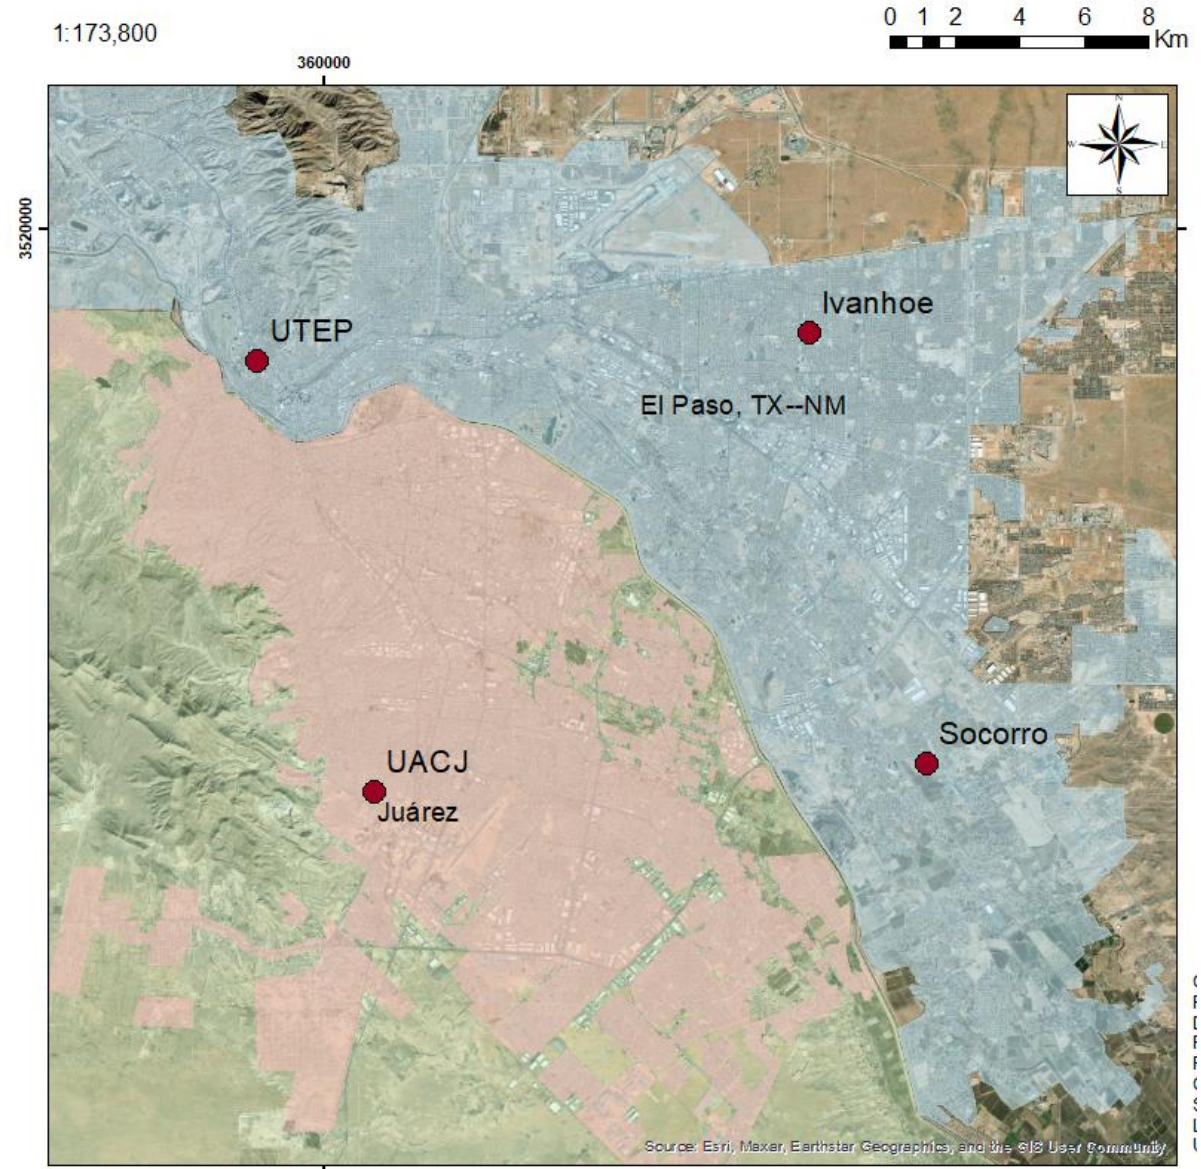 1:173,800
0 1 2 4 6 8
Km
360000
N
W E
S
3520000
Ivanhoe
UTEP
El Paso, TX--NM
Socorro
UACJ
Juárez
Source: Esri, Maxar, Earthstar Geographics, and the GIS User Community